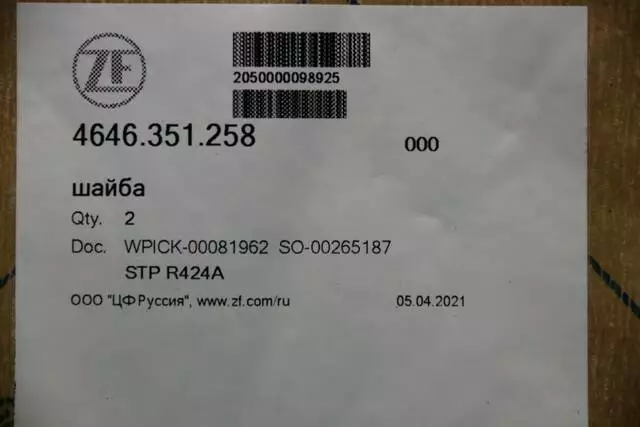 ZF
2050000098925
4646.351.258 000
шайба
Qty. 2
Doc. WPICK-00081962 SO-00265187
STP R424A
ООО "ЦФ Руссия", www.zf.com/ru 05.04.2021